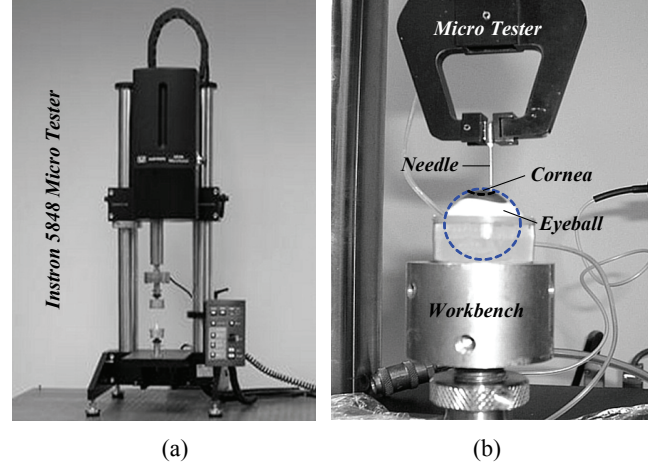 Instron 5848 Micro Tester
Micro Tester
Needle
Cornea
Eyeball
Workbench
(a)
(b)